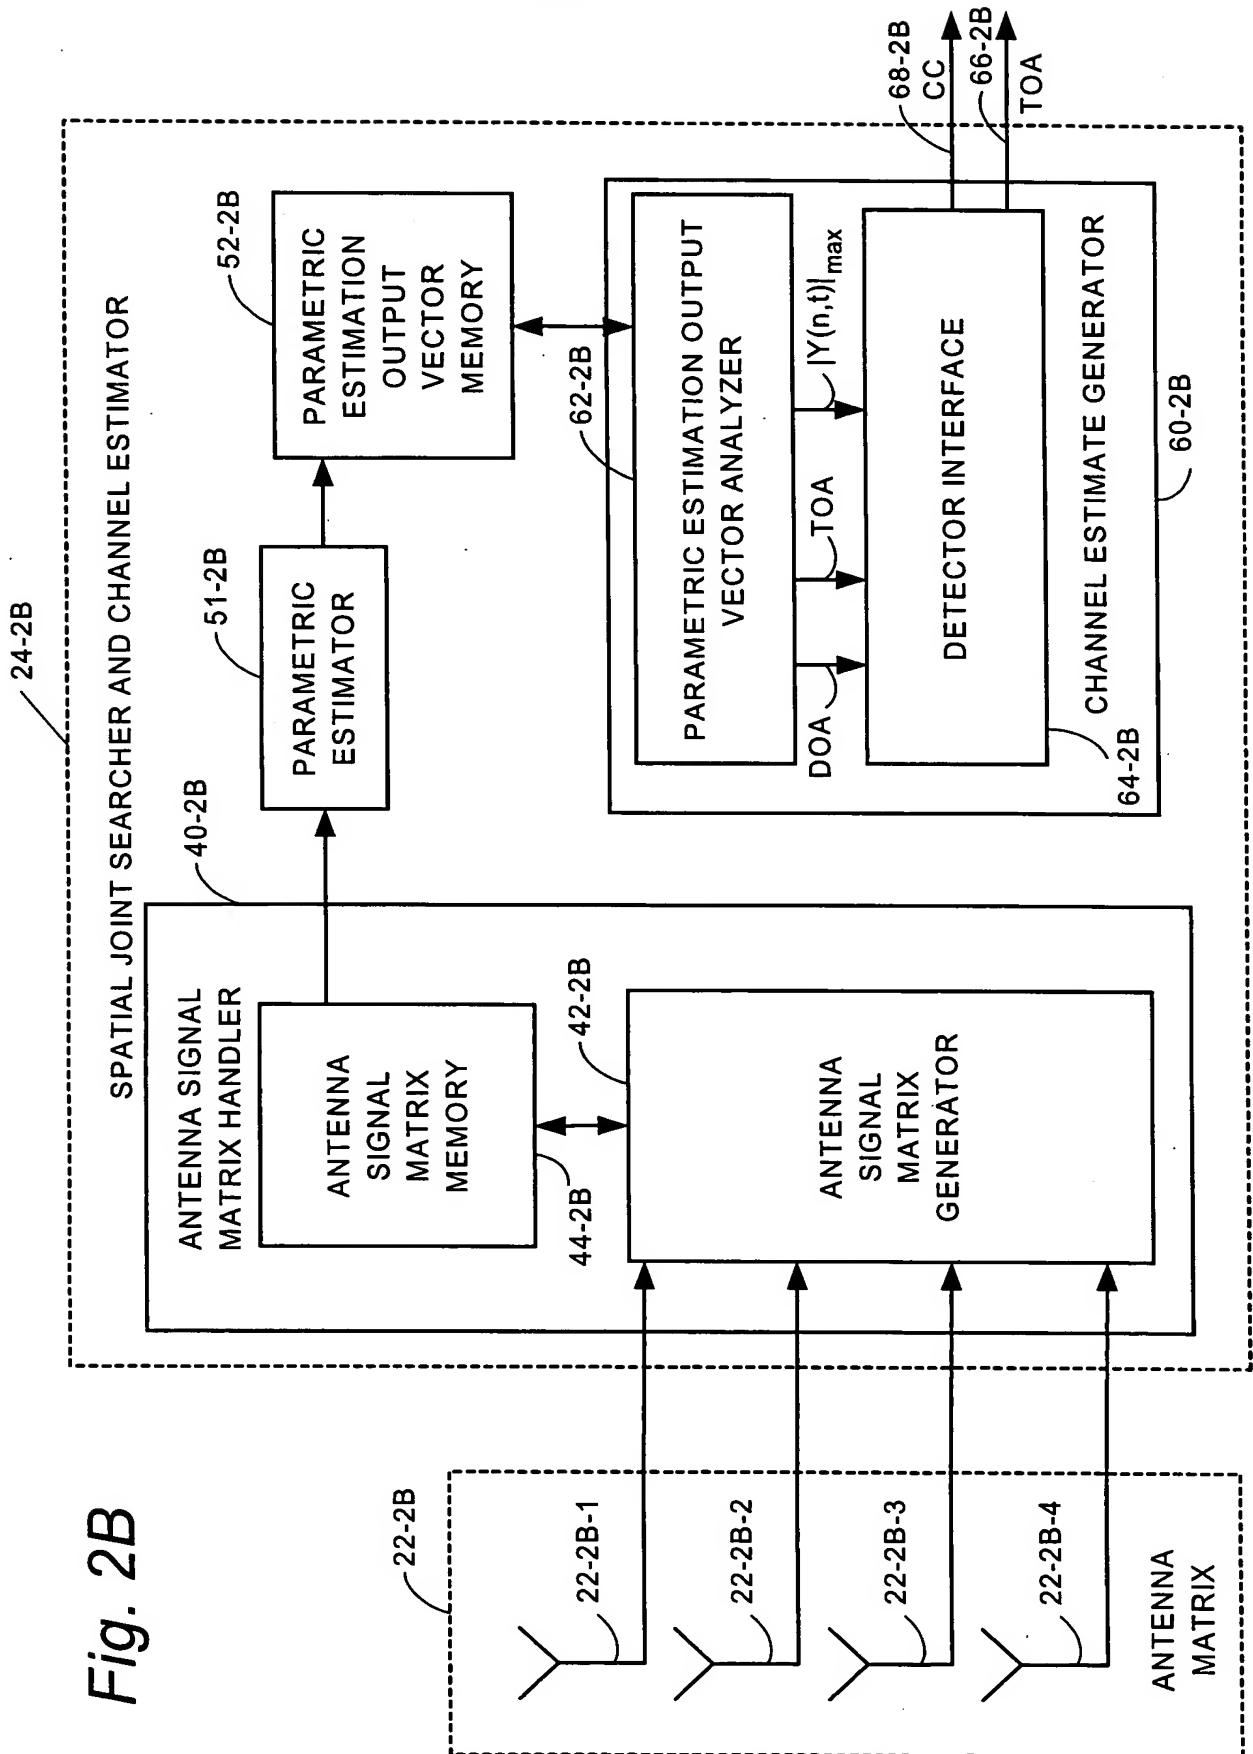 Fig. 2B
24-2B
SPATIAL JOINT SEARCHER AND CHANNEL ESTIMATOR
40-2B
ANTENNA SIGNAL
MATRIX HANDLER
ANTENNA
SIGNAL
MATRIX
MEMORY
44-2B
42-2B
ANTENNA
SIGNAL
MATRIX
GENERATOR
51-2B
PARAMETRIC
ESTIMATOR
52-2B
PARAMETRIC
ESTIMATION
OUTPUT
VECTOR
MEMORY
62-2B
PARAMETRIC ESTIMATION OUTPUT
VECTOR ANALYZER
DOA
TOA
|Y(n,t)|max
DETECTOR INTERFACE
64-2B
CHANNEL ESTIMATE GENERATOR
60-2B
68-2B
CC
66-2B
TOA
22-2B
22-2B-1
22-2B-2
22-2B-3
22-2B-4
ANTENNA
MATRIX